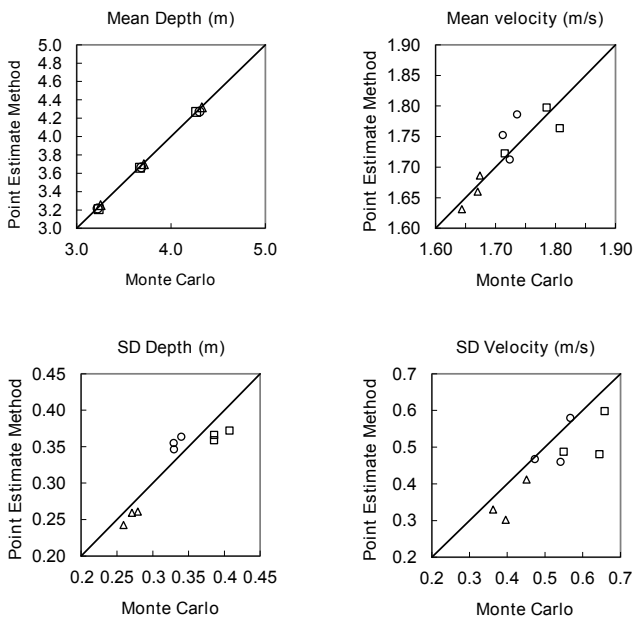 Mean Depth (m)
Point Estimate Method
5.0
4.8
4.6
4.4
4.2
4.0
3.8
3.6
3.4
3.2
3.0
3.0 4.0 5.0
Monte Carlo
Mean velocity (m/s)
Point Estimate Method
1.90
1.85
1.80
1.75
1.70
1.65
1.60
1.60 1.70 1.80 1.90
Monte Carlo
SD Depth (m)
Point Estimate Method
0.45
0.40
0.35
0.30
0.25
0.20
0.2 0.25 0.3 0.35 0.4 0.45
Monte Carlo
SD Velocity (m/s)
Point Estimate Method
0.7
0.6
0.5
0.4
0.3
0.2
0.2 0.3 0.4 0.5 0.6 0.7
Monte Carlo